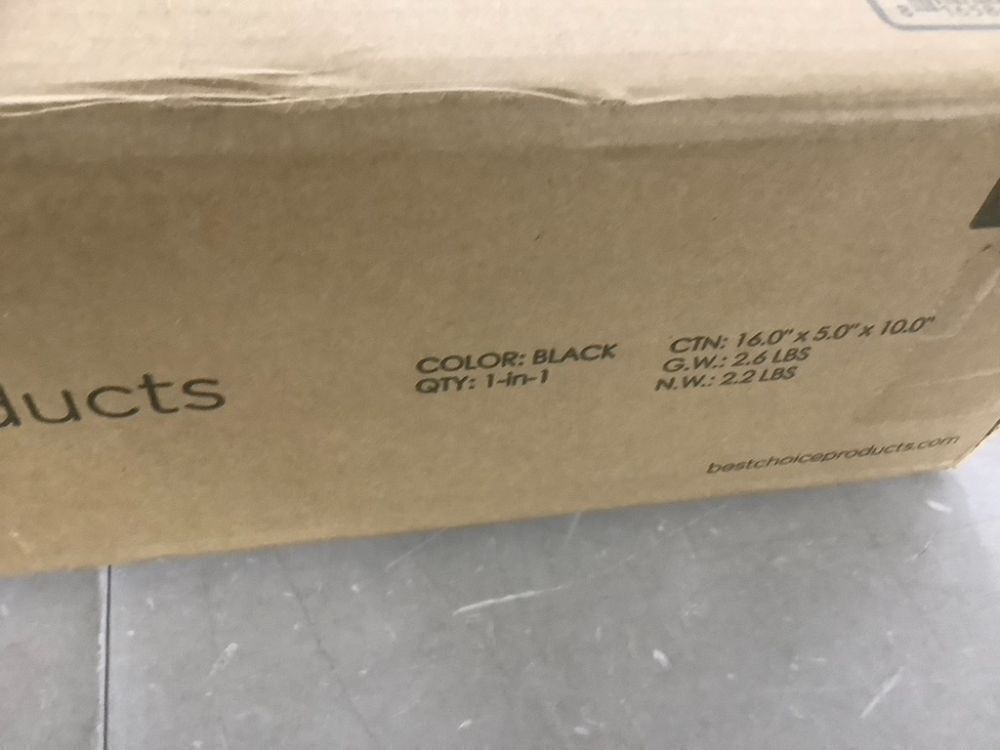 ducts
COLOR: BLACK
QTY: 1-in-1
CTN: 16.0" x 5.0" x 10.0"
G.W.: 2.6 LBS
N.W.: 2.2 LBS
bestchoiceproducts.com